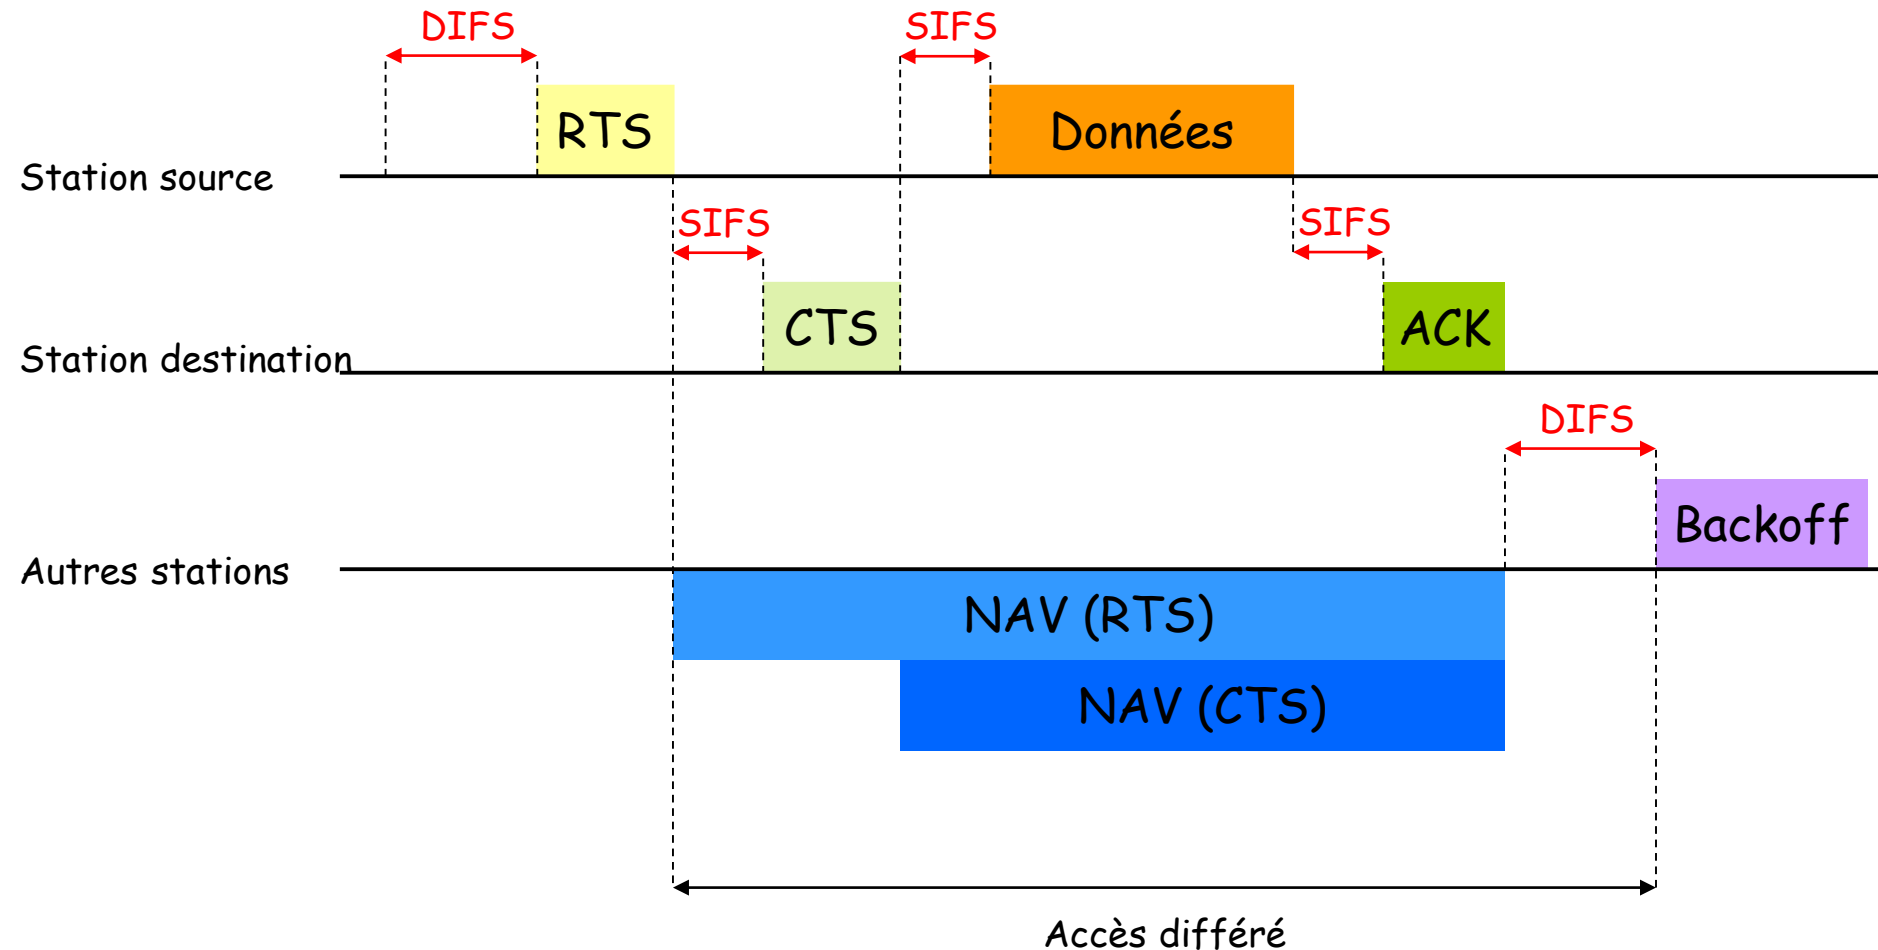 DIFS
SIFS
RTS
Données
Station source
SIFS
SIFS
CTS
ACK
Station destination
DIFS
Backoff
Autres stations
NAV (RTS)
NAV (CTS)
Accès différé